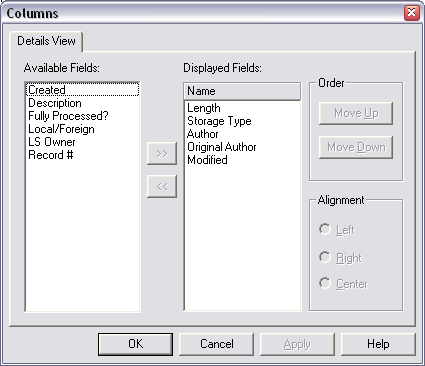 Columns
Details View
Available Fields:
Created
Description
Fully Processed?
Local/Foreign
LS Owner
Record #
>>
<<
Displayed Fields:
Name
Length
Storage Type
Author
Original Author
Modified
Order
Move Up
Move Down
Alignment
Left
Right
Center
OK
Cancel
Apply
Help